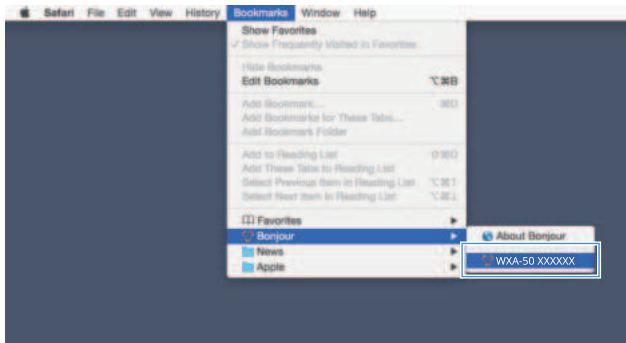 Safari File Edit View History Bookmarks Window Help
Show Favorites
✓ Show Frequently Visited in Favorites
Hide Bookmarks
Edit Bookmarks ⌥⌘B
Add Bookmark... ⌘D
Add Bookmarks for These Tabs...
Add Bookmark Folder
Add to Reading List ⇧⌘D
Add These Tabs to Reading List
Select Previous Item in Reading List ⌥⌘↑
Select Next Item in Reading List ⌥⌘↓
Favorites
Bonjour
About Bonjour
News
WXA-50 XXXXXX
Apple